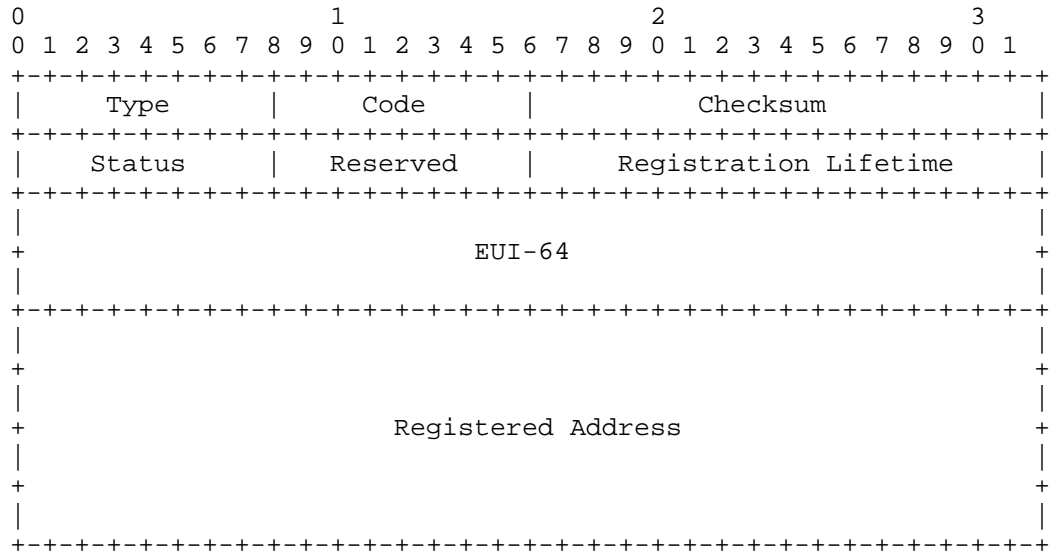 0                   1                   2                   3
0 1 2 3 4 5 6 7 8 9 0 1 2 3 4 5 6 7 8 9 0 1 2 3 4 5 6 7 8 9 0 1
+-+-+-+-+-+-+-+-+-+-+-+-+-+-+-+-+-+-+-+-+-+-+-+-+-+-+-+-+-+-+-+-+
|     Type      |     Code      |          Checksum             |
+-+-+-+-+-+-+-+-+-+-+-+-+-+-+-+-+-+-+-+-+-+-+-+-+-+-+-+-+-+-+-+-+
|    Status     |   Reserved    |     Registration Lifetime     |
+-+-+-+-+-+-+-+-+-+-+-+-+-+-+-+-+-+-+-+-+-+-+-+-+-+-+-+-+-+-+-+-+
|                                                               |
+                            EUI-64                             +
|                                                               |
+-+-+-+-+-+-+-+-+-+-+-+-+-+-+-+-+-+-+-+-+-+-+-+-+-+-+-+-+-+-+-+-+
|                                                               |
+                                                               +
|                                                               |
+                       Registered Address                      +
|                                                               |
+                                                               +
|                                                               |
+-+-+-+-+-+-+-+-+-+-+-+-+-+-+-+-+-+-+-+-+-+-+-+-+-+-+-+-+-+-+-+-+